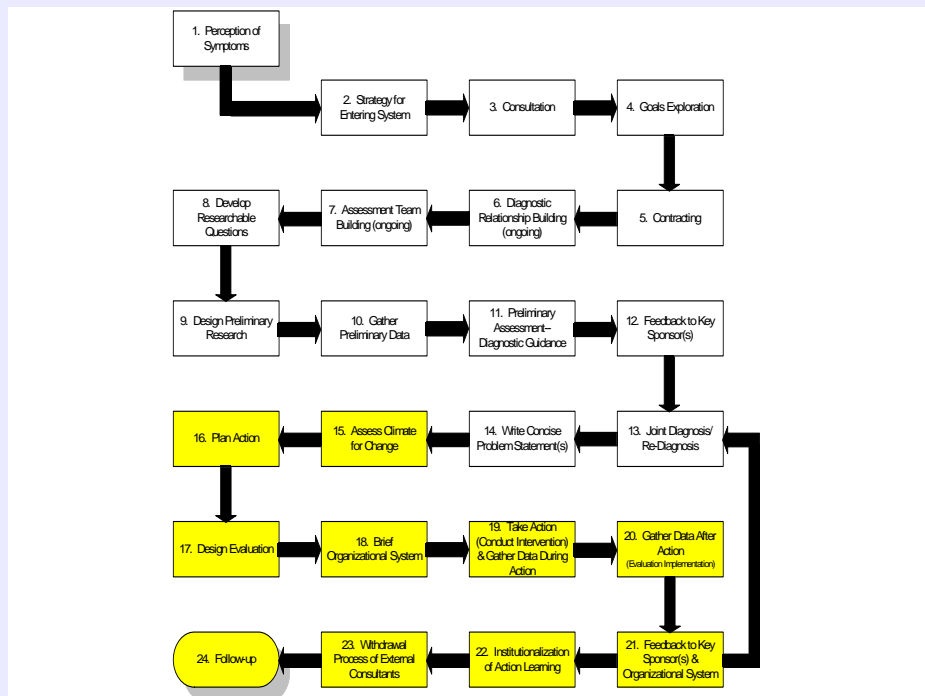 1. Perception of
Symptoms
2. Strategy for
Entering System
3. Consultation
4. Goals Exploration
8. Develop
Researchable
Questions
7. Assessment Team
Building (ongoing)
6. Diagnostic
Relationship Building
(ongoing)
5. Contracting
9. Design Preliminary
Research
10. Gather
Preliminary Data
11. Preliminary
Assessment–
Diagnostic Guidance
12. Feedback to Key
Sponsor(s)
16. Plan Action
15. Assess Climate
for Change
14. Write Concise
Problem Statement(s)
13. Joint Diagnosis/
Re-Diagnosis
17. Design Evaluation
18. Brief
Organizational System
19. Take Action
(Conduct Intervention)
& Gather Data During
Action
20. Gather Data After
Action
(Evaluation Implementation)
24. Follow-up
23. Withdrawal
Process of External
Consultants
22. Institutionalization
of Action Learning
21. Feedback to Key
Sponsor(s) &
Organizational System